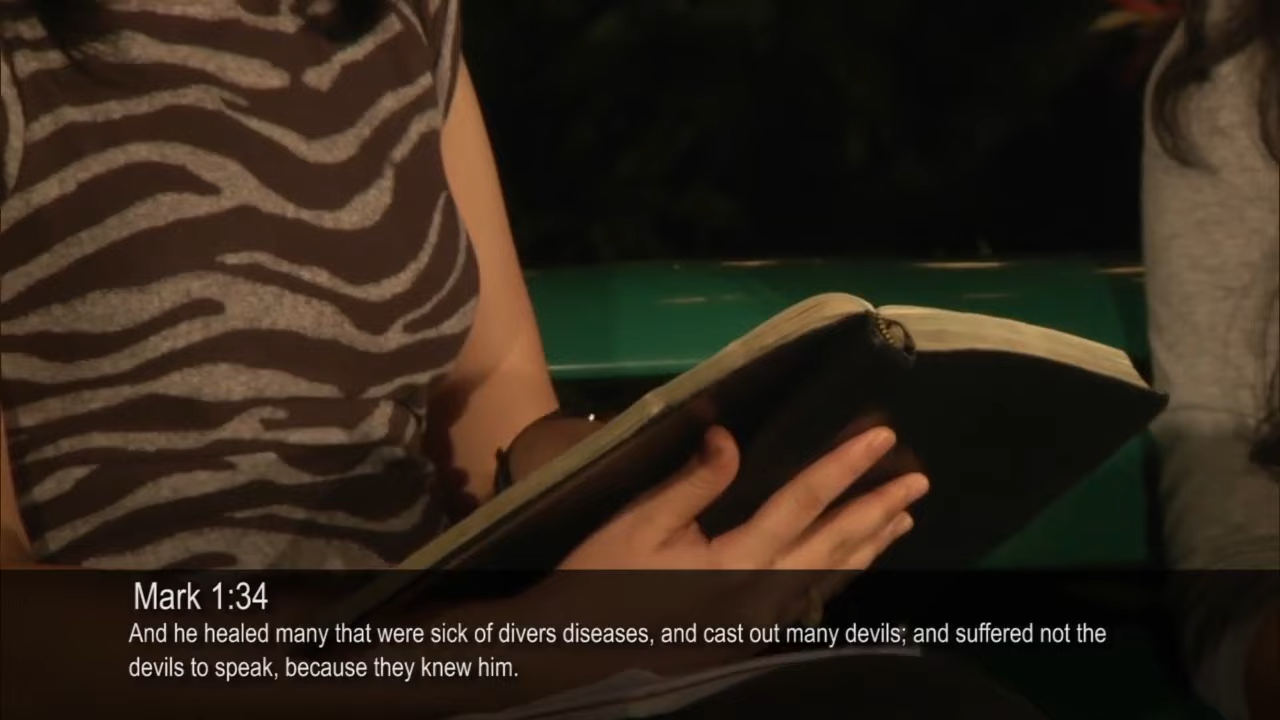 Mark 1:34
And he healed many that were sick of divers diseases, and cast out many devils; and suffered not the
devils to speak, because they knew him.